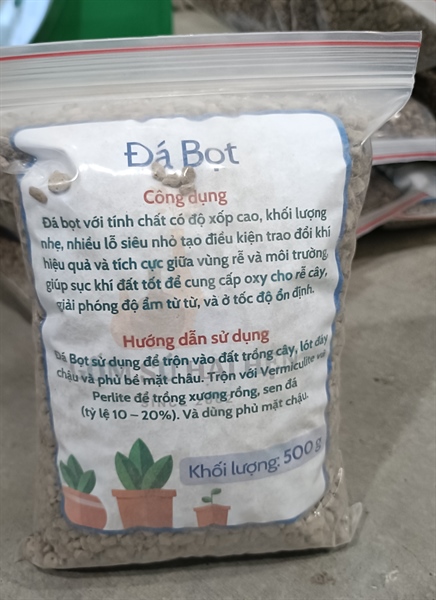 Đá Bọt
Công dụng
Đá bọt với tính chất có độ xốp cao, khối lượng
nhẹ, nhiều lỗ siêu nhỏ tạo điều kiện trao đổi khí
hiệu quả và tích cực giữa vùng rễ và môi trường,
giúp sục khí đất tốt để cung cấp oxy cho rễ cây,
giải phóng độ ẩm từ từ, và ở tốc độ ổn định.
Hướng dẫn sử dụng
Đá Bọt sử dụng để trộn vào đất trồng cây, lót đáy
chậu và phủ bề mặt chậu. Trộn với Vermiculite với
Perlite để trồng xương rồng, sen đá
(tỷ lệ 10 – 20%). Và dùng phủ mặt chậu.
Khối lượng: 500 g